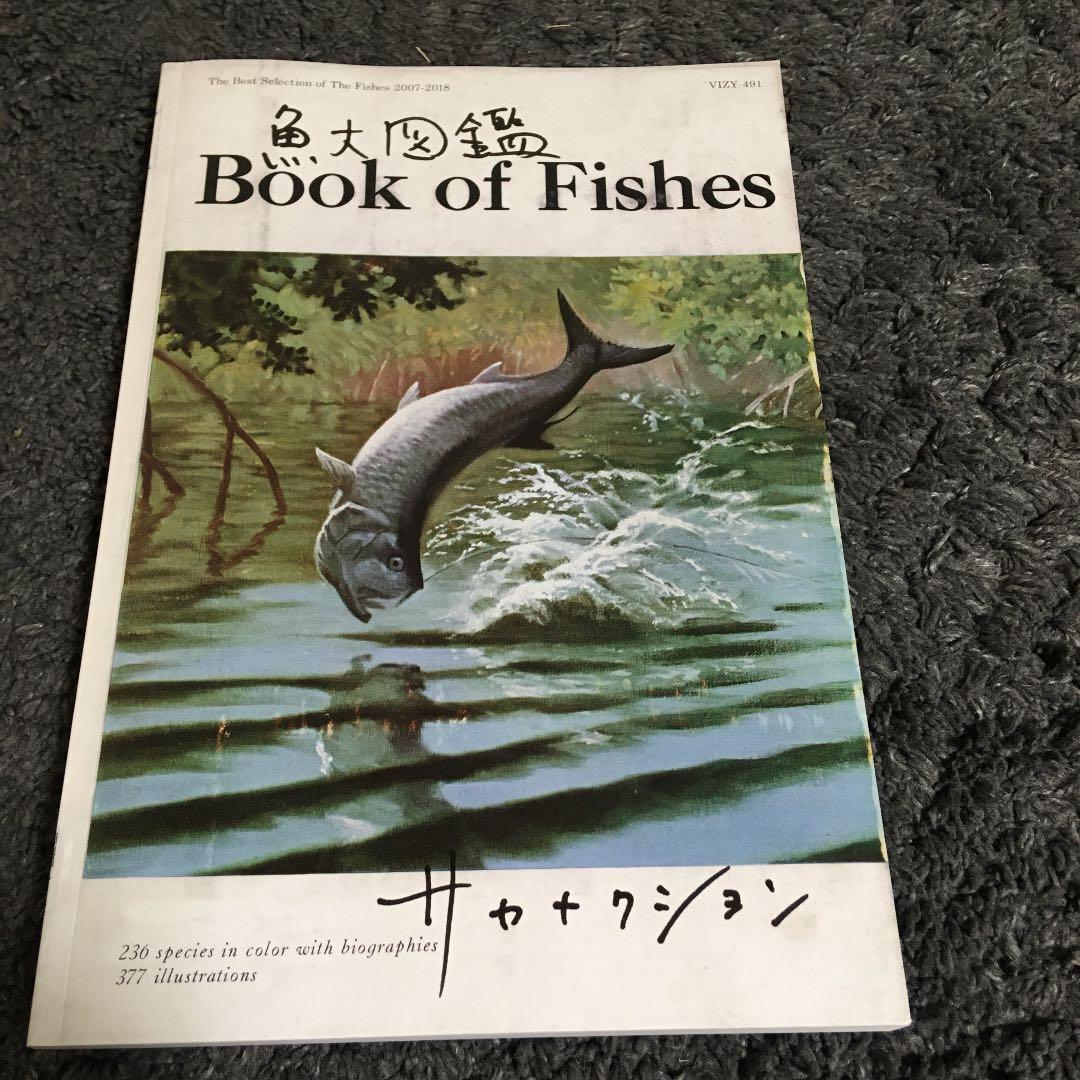 The Best Selection of The Fishes 2007-2018
VIZY-491
魚大図鑑
Book of Fishes
サカナクション
236 species in color with biographies
377 illustrations